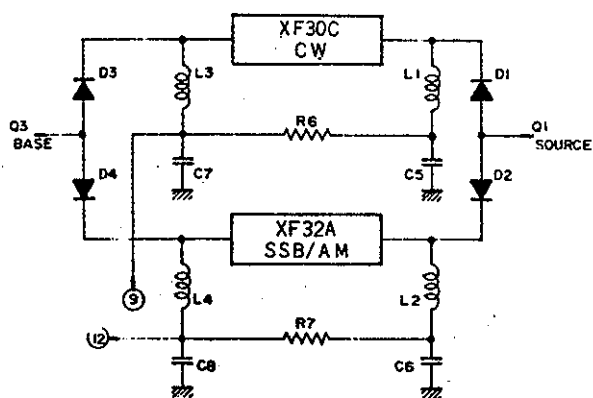 XF30C
CW
D3
L3
L1
D1
Q3
BASE
R6
Q1
SOURCE
D4
C7
C5
D2
XF32A
SSB/AM
9
L4
L2
R7
12
C8
C6